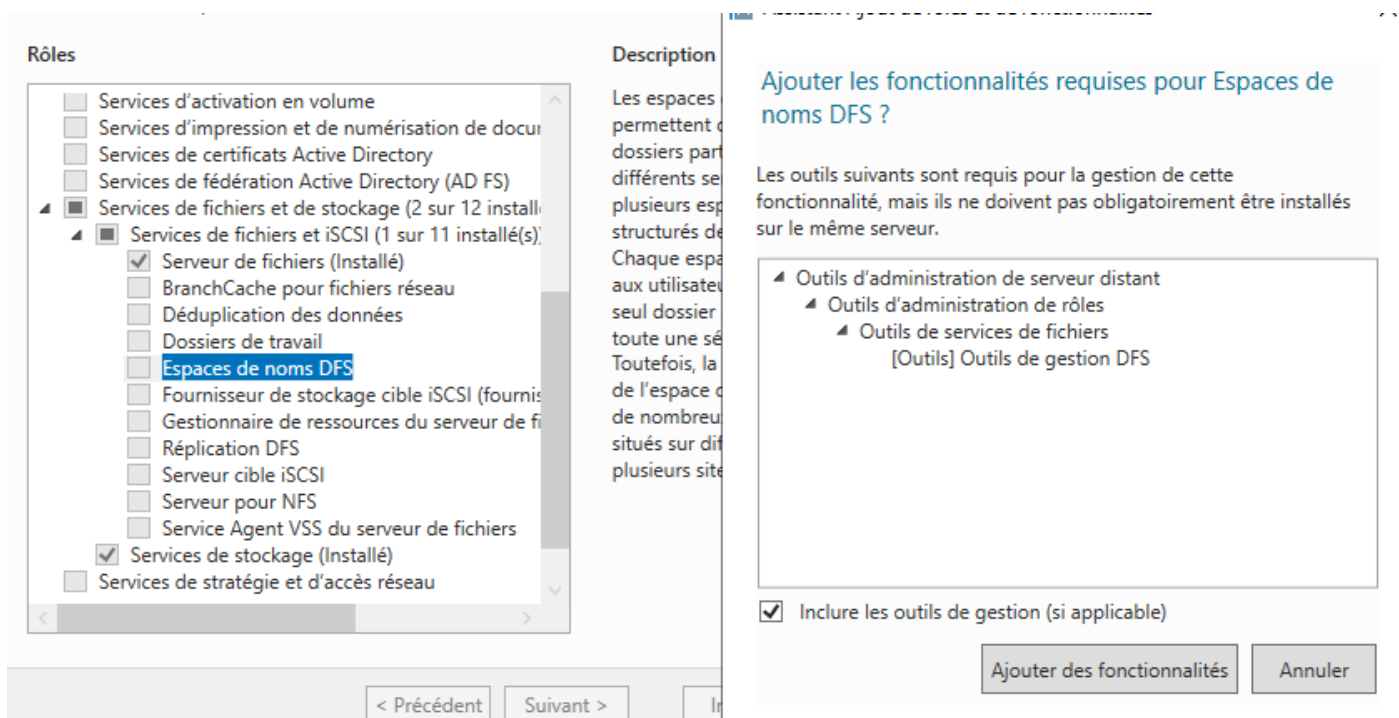 Rôles
Services d'activation en volume
Services d'impression et de numérisation de docu
Services de certificats Active Directory
Services de fédération Active Directory (AD FS)
Services de fichiers et de stockage (2 sur 12 install
Services de fichiers et iSCSI (1 sur 11 installé(s))
Serveur de fichiers (Installé)
BranchCache pour fichiers réseau
Déduplication des données
Dossiers de travail
Espaces de noms DFS
Fournisseur de stockage cible iSCSI (fournis
Gestionnaire de ressources du serveur de fi
Réplication DFS
Serveur cible iSCSI
Serveur pour NFS
Service Agent VSS du serveur de fichiers
Services de stockage (Installé)
Services de stratégie et d'accès réseau
< Précédent
Suivant >
Description
Les espaces
permettent
dossiers part
différents se
plusieurs esp
structurés de
Chaque espa
aux utilisateu
seul dossier
toute une sé
Toutefois, la
de l'espace
de nombreu
situés sur dif
plusieurs site
Ajouter les fonctionnalités requises pour Espaces de
noms DFS ?
Les outils suivants sont requis pour la gestion de cette
fonctionnalité, mais ils ne doivent pas obligatoirement être installés
sur le même serveur.
Outils d'administration de serveur distant
Outils d'administration de rôles
Outils de services de fichiers
[Outils] Outils de gestion DFS
Inclure les outils de gestion (si applicable)
Ajouter des fonctionnalités
Annuler